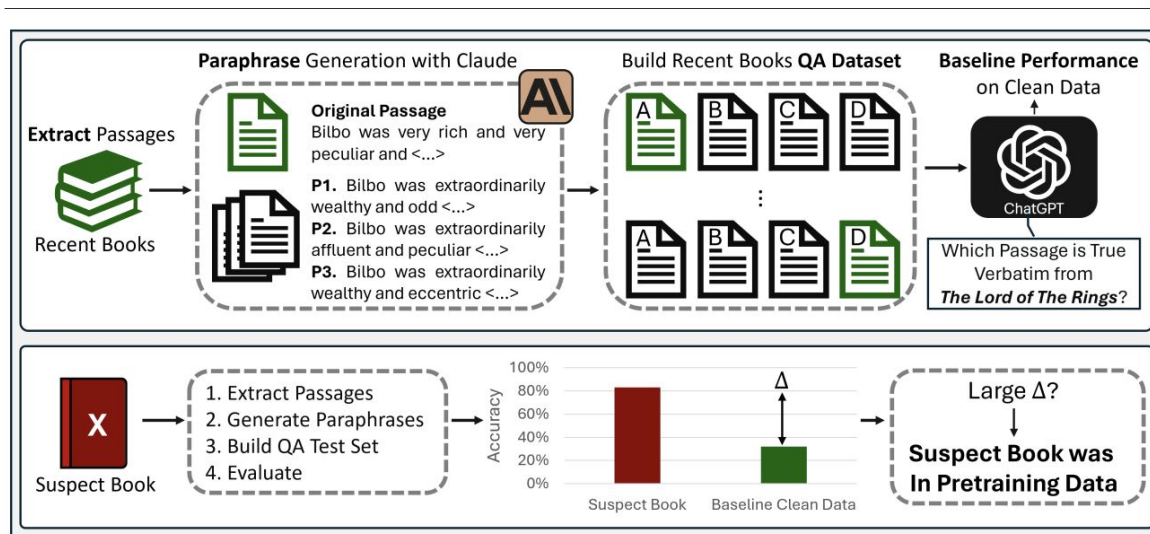 Paraphrase Generation with Claude
Build Recent Books QA Dataset
Baseline Performance
on Clean Data
Extract Passages
Recent Books
A\
Original Passage
Bilbo was very rich and very
peculiar and <...>
P1. Bilbo was extraordinarily
wealthy and odd <...>
P2. Bilbo was extraordinarily
affluent and peculiar <...>
P3. Bilbo was extraordinarily
wealthy and eccentric <...>
A B C D
⋮
A B C D
ChatGPT
Which Passage is True
Verbatim from
The Lord of The Rings?
X
Suspect Book
1. Extract Passages
2. Generate Paraphrases
3. Build QA Test Set
4. Evaluate
Accuracy
100%
80%
60%
40%
20%
0%
Δ
Suspect Book
Baseline Clean Data
Large Δ?
Suspect Book was
In Pretraining Data